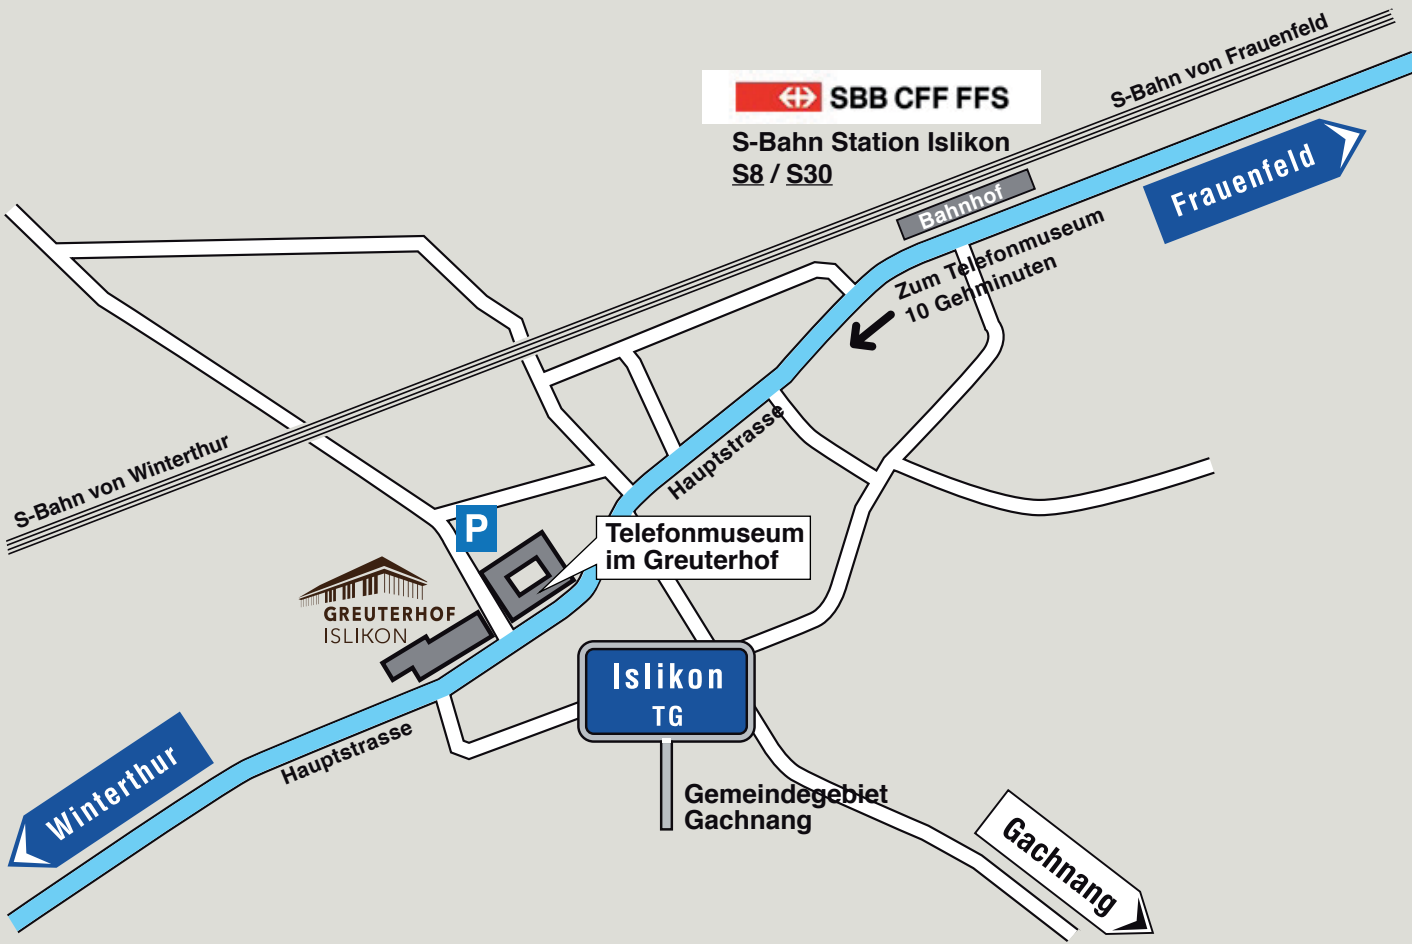 S-Bahn von Frauenfeld
SBB CFF FFS
S-Bahn Station Islikon
S8 / S30
Frauenfeld
Bahnhof
Zum Telefonmuseum
10 Gehminuten
Hauptstrasse
S-Bahn von Winterthur
P
Telefonmuseum
im Greuterhof
GREUTERHOF
ISLIKON
Islikon
TG
Hauptstrasse
Winterthur
Gemeindegebiet
Gachnang
Gachnang